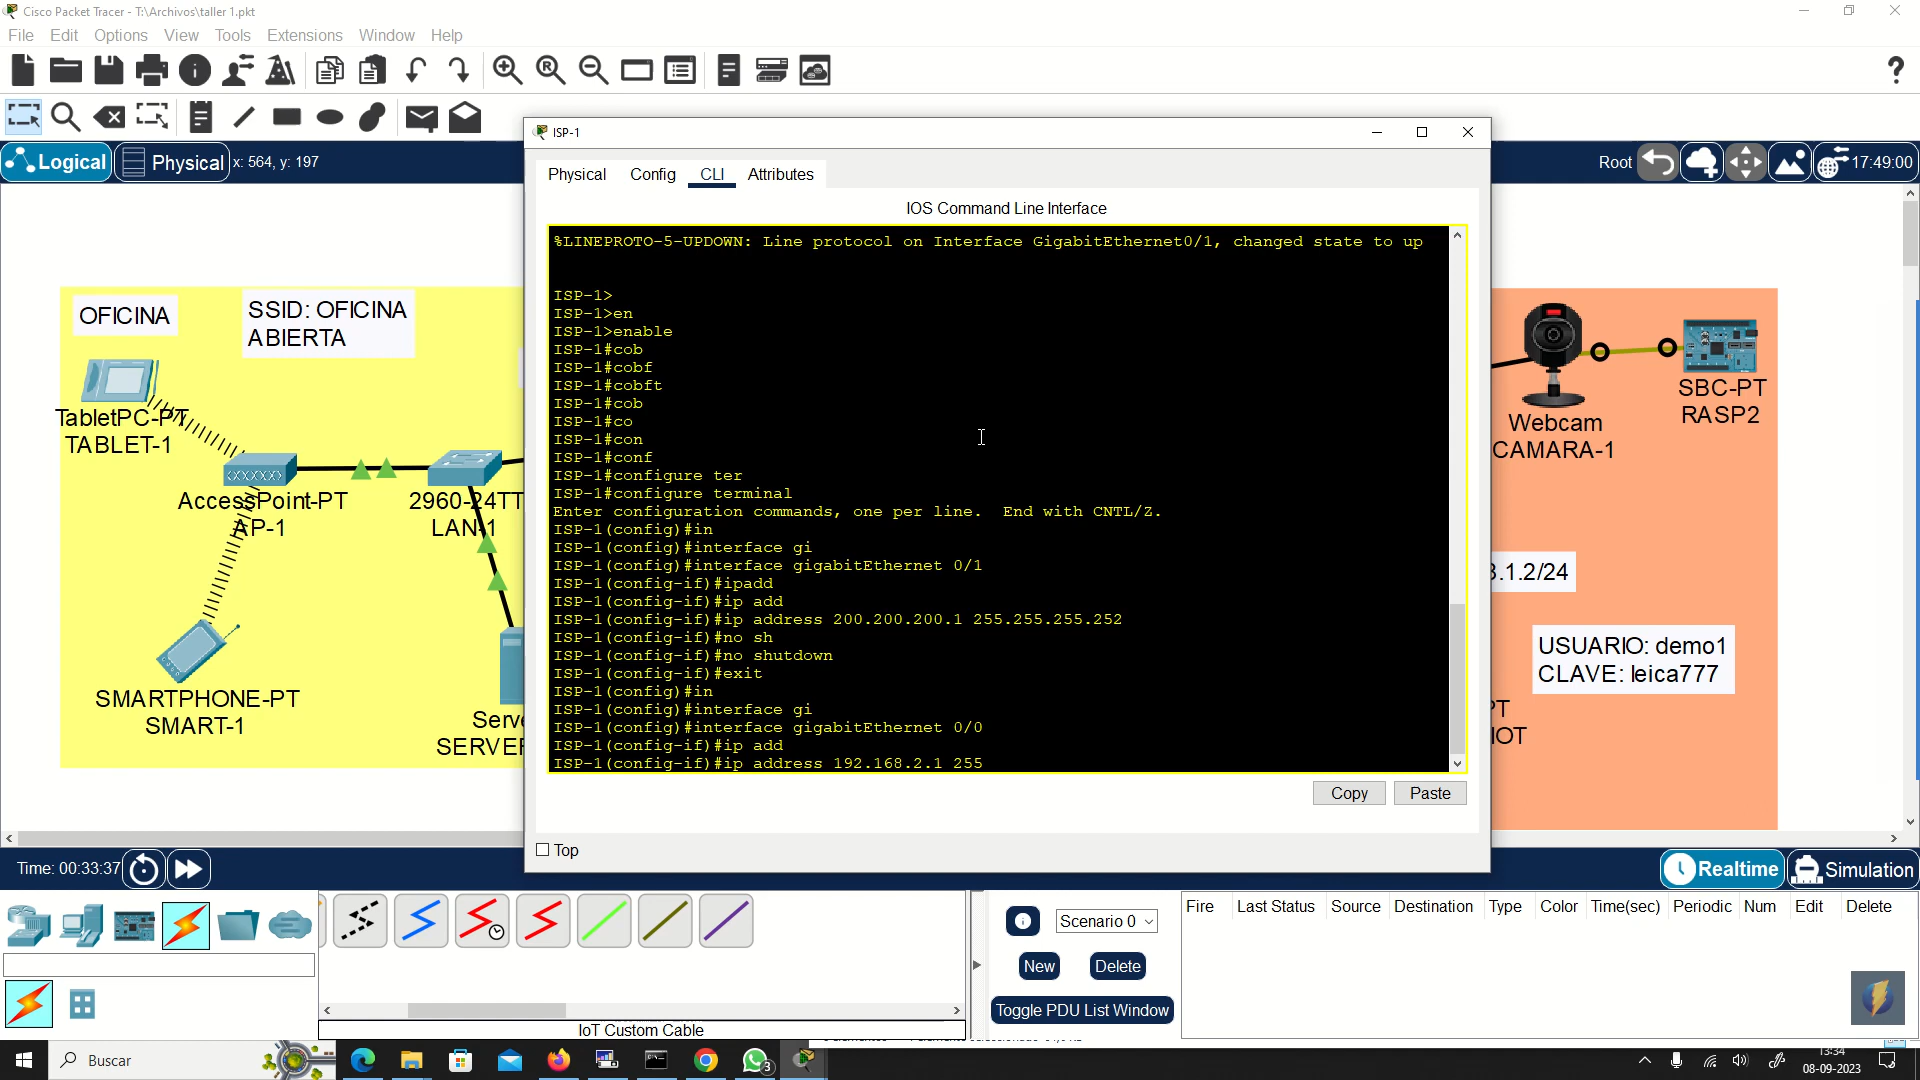 Cisco Packet Tracer - T:\Archivos\taller 1.pkt
File Edit Options View Tools Extensions Window Help
ISP-1
Logical
Physical
x: 564, y: 197
Root
17:49:00
Physical Config CLI Attributes
IOS Command Line Interface
%LINEPROTO-5-UPDOWN: Line protocol on Interface GigabitEthernet0/1, changed state to up
ISP-1>
ISP-1>en
ISP-1>enable
ISP-1#cob
ISP-1#cobf
ISP-1#cobft
ISP-1#cob
ISP-1#co
ISP-1#con
ISP-1#conf
ISP-1#configure ter
ISP-1#configure terminal
Enter configuration commands, one per line. End with CNTL/Z.
ISP-1(config)#in
ISP-1(config)#interface gi
ISP-1(config)#interface gigabitEthernet 0/1
ISP-1(config-if)#ipadd
ISP-1(config-if)#ip add
ISP-1(config-if)#ip address 200.200.200.1 255.255.255.252
ISP-1(config-if)#no sh
ISP-1(config-if)#no shutdown
ISP-1(config-if)#exit
ISP-1(config)#in
ISP-1(config)#interface gi
ISP-1(config)#interface gigabitEthernet 0/0
ISP-1(config-if)#ip add
ISP-1(config-if)#ip address 192.168.2.1 255
Copy Paste
Top
OFICINA
SSID: OFICINA
ABIERTA
TabletPC-PT
TABLET-1
AccessPoint-PT
AP-1
2960-24TT
LAN-1
SMARTPHONE-PT
SMART-1
Serve
SERVER
Webcam
CAMARA-1
SBC-PT
RASP2
.1.2/24
USUARIO: demo1
CLAVE: leica777
PT
IOT
Time: 00:33:37
Realtime
Simulation
IoT Custom Cable
Scenario 0
New Delete
Toggle PDU List Window
Fire Last Status Source Destination Type Color Time(sec) Periodic Num Edit Delete
Buscar
3
13:34
08-09-2023